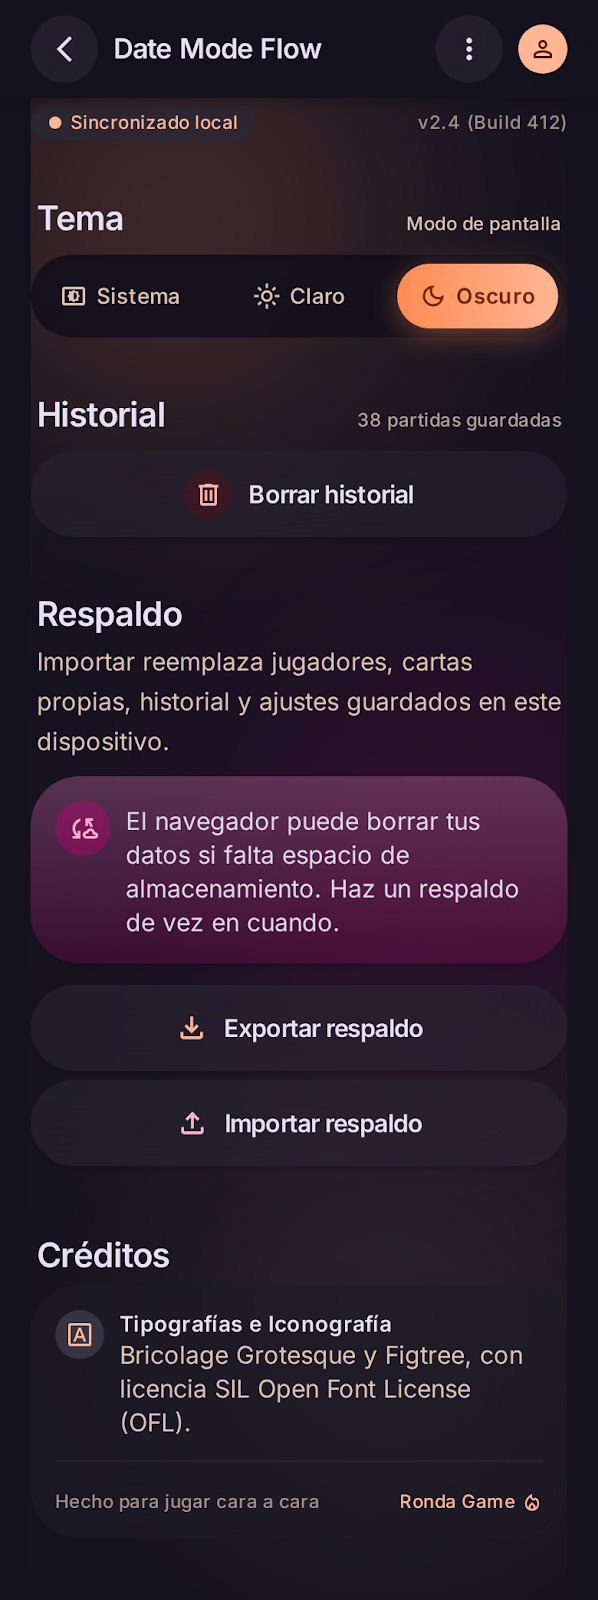 Date Mode Flow
Sincronizado local
v2.4 (Build 412)
Tema
Modo de pantalla
Sistema
Claro
Oscuro
Historial
38 partidas guardadas
Borrar historial
Respaldo
Importar reemplaza jugadores, cartas
propias, historial y ajustes guardados en este
dispositivo.
El navegador puede borrar tus
datos si falta espacio de
almacenamiento. Haz un respaldo
de vez en cuando.
Exportar respaldo
Importar respaldo
Créditos
Tipografías e Iconografía
Bricolage Grotesque y Figtree, con
licencia SIL Open Font License
(OFL).
Hecho para jugar cara a cara
Ronda Game